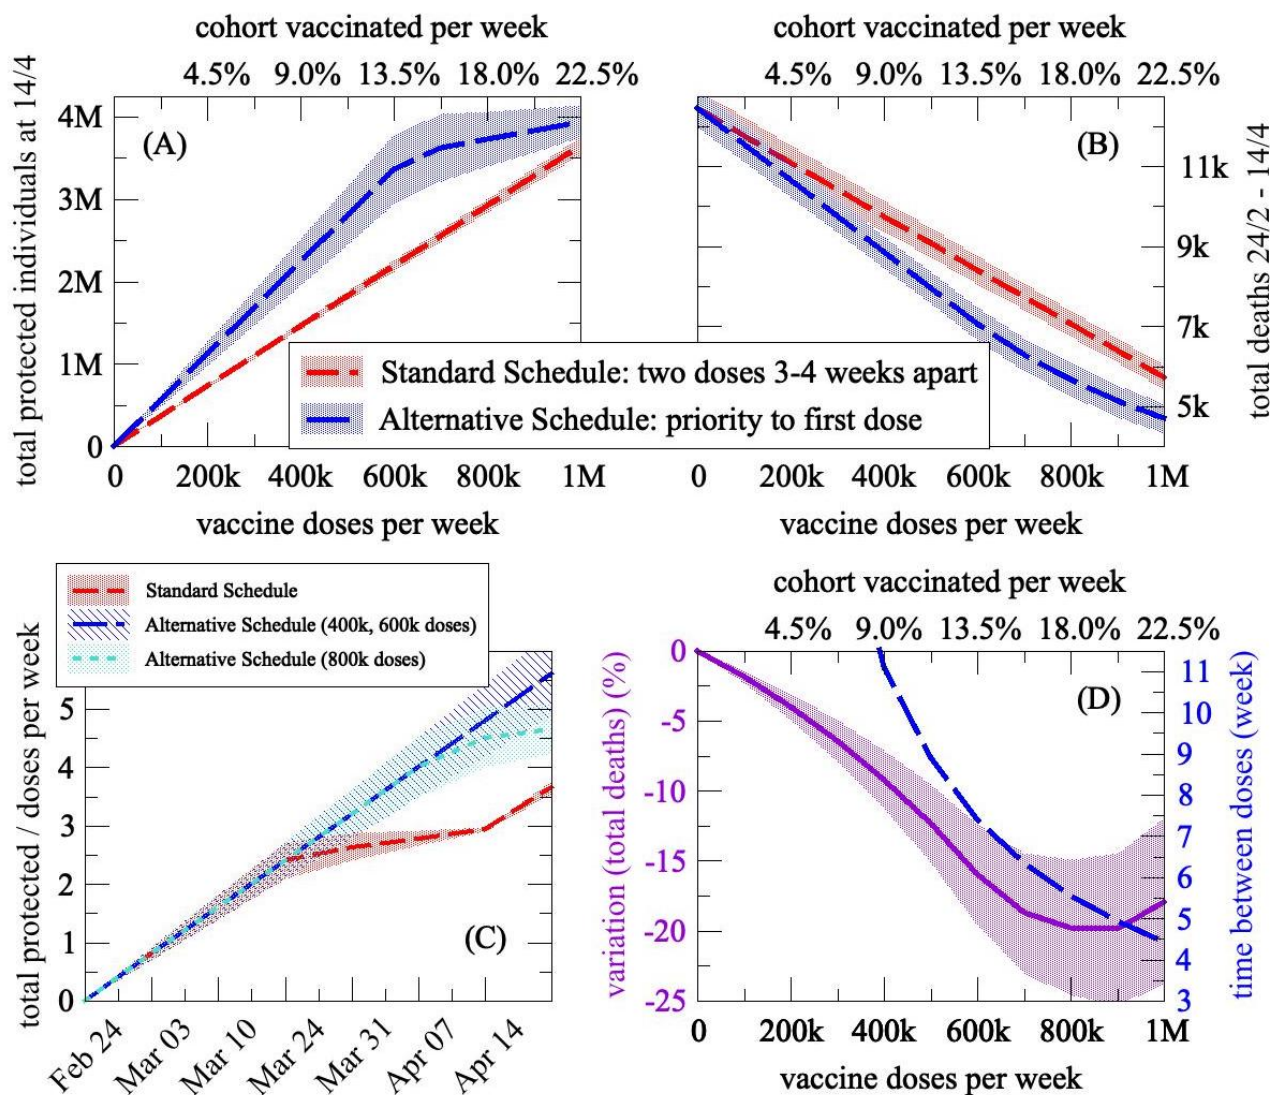 cohort vaccinated per week
4.5% 9.0% 13.5% 18.0% 22.5%
total protected individuals at 14/4
4M
3M
2M
1M
0
(A)
0 200k 400k 600k 800k 1M
vaccine doses per week
cohort vaccinated per week
4.5% 9.0% 13.5% 18.0% 22.5%
(B)
11k
9k
7k
5k
total deaths 24/2 - 14/4
0 200k 400k 600k 800k 1M
vaccine doses per week
Standard Schedule: two doses 3-4 weeks apart
Alternative Schedule: priority to first dose
Standard Schedule
Alternative Schedule (400k, 600k doses)
Alternative Schedule (800k doses)
total protected / doses per week
5
4
3
2
1
0
(C)
Feb 24 Mar 03 Mar 10 Mar 24 Mar 31 Apr 07 Apr 14
cohort vaccinated per week
4.5% 9.0% 13.5% 18.0% 22.5%
variation (total deaths) (%)
0
-5
-10
-15
-20
-25
(D)
11
10
9
8
7
6
5
4
3
time between doses (week)
0 200k 400k 600k 800k 1M
vaccine doses per week